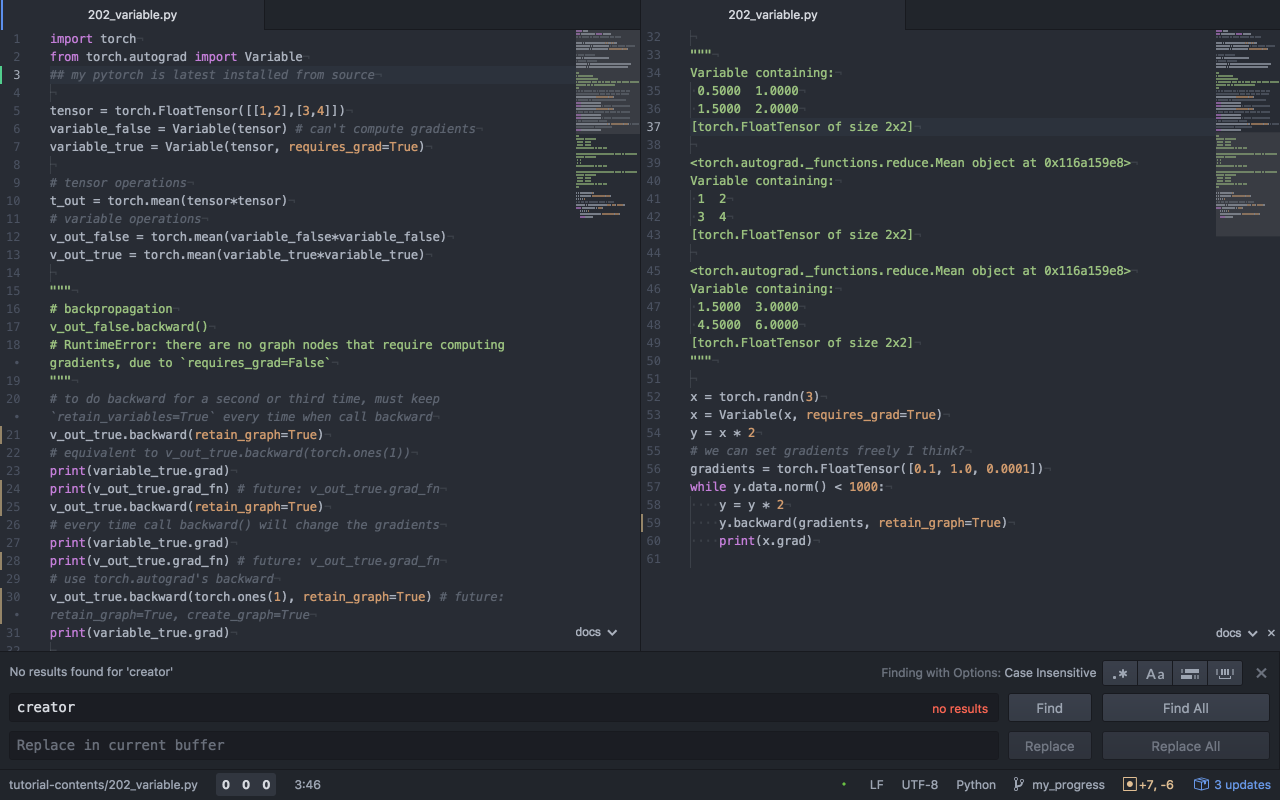 202_variable.py
1 import torch
2 from torch.autograd import Variable
3 ## my pytorch is latest installed from source
4
5 tensor = torch.FloatTensor([[1,2],[3,4]])
6 variable_false = Variable(tensor) # can't compute gradients
7 variable_true = Variable(tensor, requires_grad=True)
8
9 # tensor operations
10 t_out = torch.mean(tensor*tensor)
11 # variable operations
12 v_out_false = torch.mean(variable_false*variable_false)
13 v_out_true = torch.mean(variable_true*variable_true)
14
15 """
16 # backpropagation
17 v_out_false.backward()
18 # RuntimeError: there are no graph nodes that require computing
• gradients, due to `requires_grad=False`
19 """
20 # to do backward for a second or third time, must keep
• `retain_variables=True` every time when call backward
21 v_out_true.backward(retain_graph=True)
22 # equivalent to v_out_true.backward(torch.ones(1))
23 print(variable_true.grad)
24 print(v_out_true.grad_fn) # future: v_out_true.grad_fn
25 v_out_true.backward(retain_graph=True)
26 # every time call backward() will change the gradients
27 print(variable_true.grad)
28 print(v_out_true.grad_fn) # future: v_out_true.grad_fn
29 # use torch.autograd's backward
30 v_out_true.backward(torch.ones(1), retain_graph=True) # future:
• retain_graph=True, create_graph=True
31 print(variable_true.grad)
32
docs
202_variable.py
32
33 """
34 Variable containing:
35 0.5000 1.0000
36 1.5000 2.0000
37 [torch.FloatTensor of size 2x2]
38
39 <torch.autograd._functions.reduce.Mean object at 0x116a159e8>
40 Variable containing:
41 1 2
42 3 4
43 [torch.FloatTensor of size 2x2]
44
45 <torch.autograd._functions.reduce.Mean object at 0x116a159e8>
46 Variable containing:
47 1.5000 3.0000
48 4.5000 6.0000
49 [torch.FloatTensor of size 2x2]
50 """
51
52 x = torch.randn(3)
53 x = Variable(x, requires_grad=True)
54 y = x * 2
55 # we can set gradients freely I think?
56 gradients = torch.FloatTensor([0.1, 1.0, 0.0001])
57 while y.data.norm() < 1000:
58 y = y * 2
59 y.backward(gradients, retain_graph=True)
60 print(x.grad)
61
docs ×
No results found for 'creator'
Finding with Options: Case Insensitive
.* Aa
creator no results
Find Find All
Replace in current buffer
Replace Replace All
tutorial-contents/202_variable.py 0 0 0 3:46
LF UTF-8 Python my_progress +7, -6 3 updates